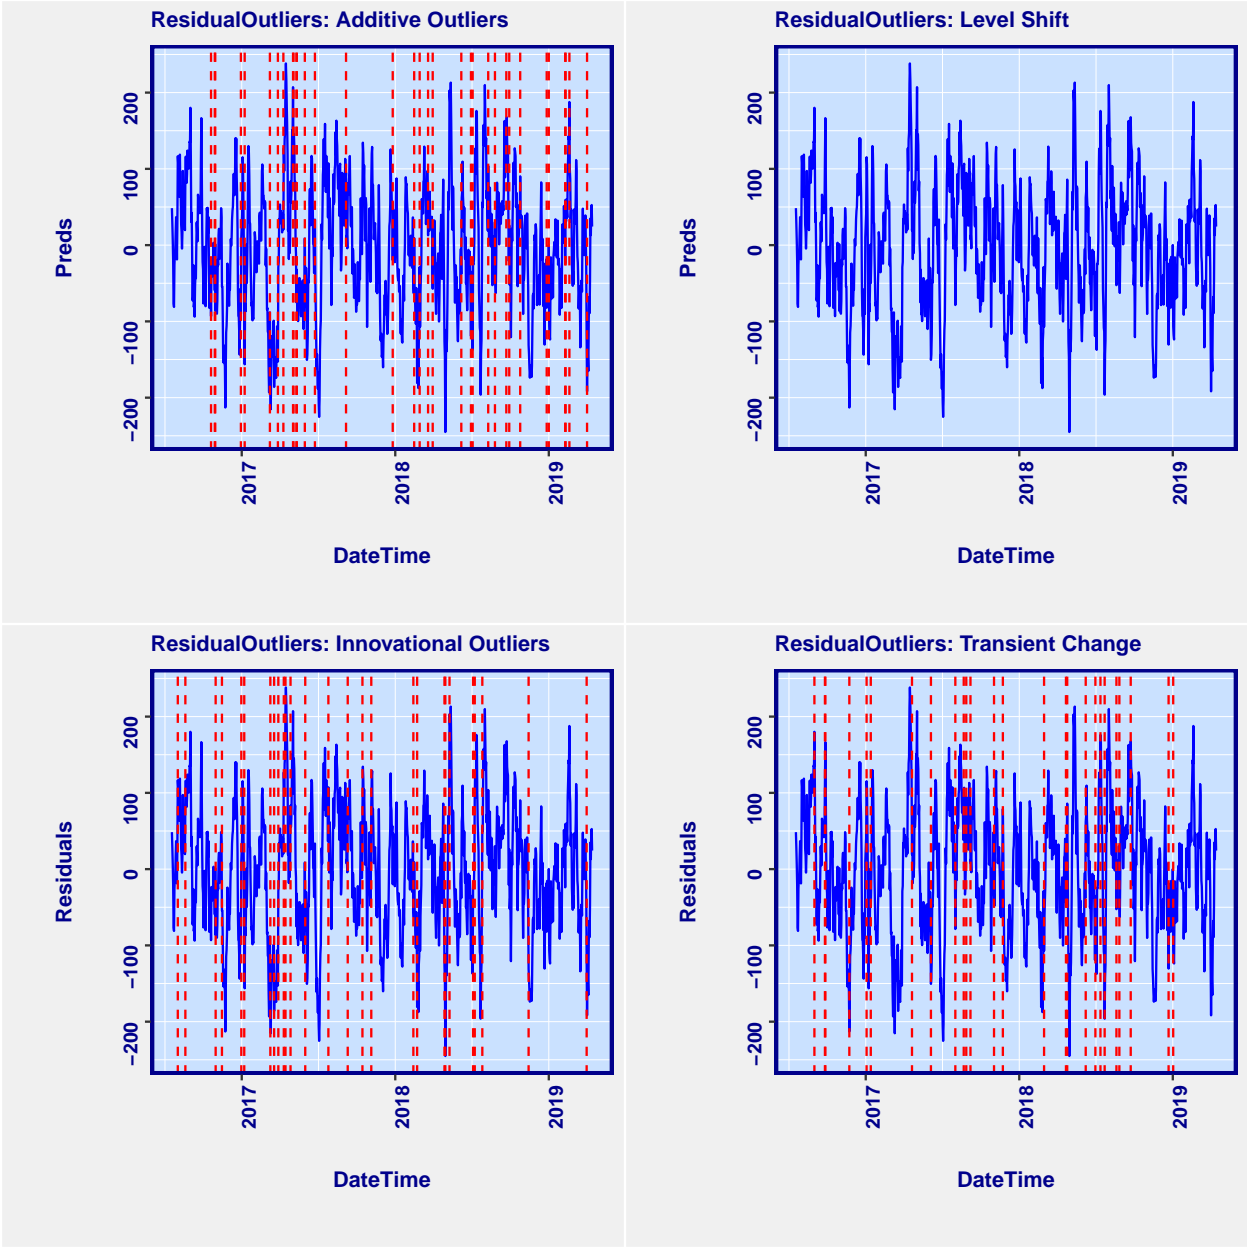 ResidualOutliers: Additive Outliers
Preds
200
100
0
−100
−200
2017
2018
2019
DateTime
ResidualOutliers: Level Shift
Preds
200
100
0
−100
−200
2017
2018
2019
DateTime
ResidualOutliers: Innovational Outliers
Residuals
200
100
0
−100
−200
2017
2018
2019
DateTime
ResidualOutliers: Transient Change
Residuals
200
100
0
−100
−200
2017
2018
2019
DateTime